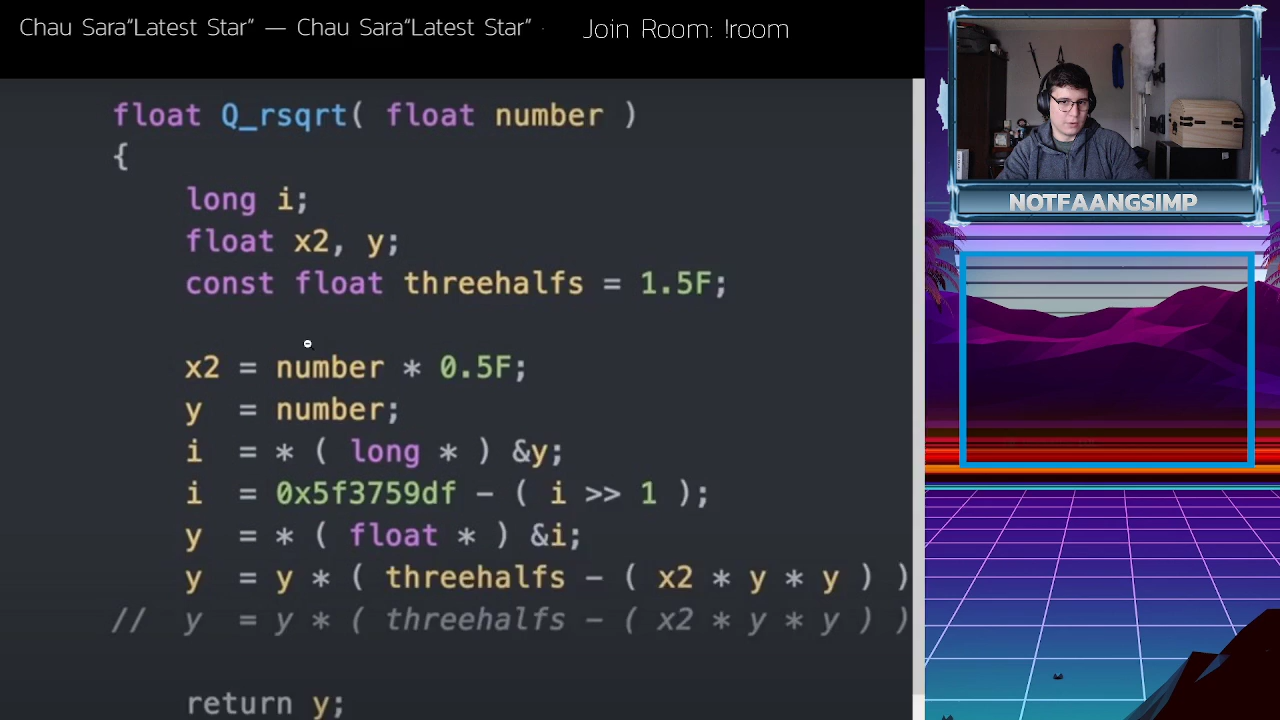 Chau Sara“Latest Star” — Chau Sara“Latest Star” ·
Join Room: !room
float Q_rsqrt( float number )
{
long i;
float x2, y;
const float threehalfs = 1.5F;
x2 = number * 0.5F;
y = number;
i = * ( long * ) &y;
i = 0x5f3759df - ( i >> 1 );
y = * ( float * ) &i;
y = y * ( threehalfs - ( x2 * y * y ) )
// y = y * ( threehalfs - ( x2 * y * y ) )
return y;
NOTFAANGSIMP